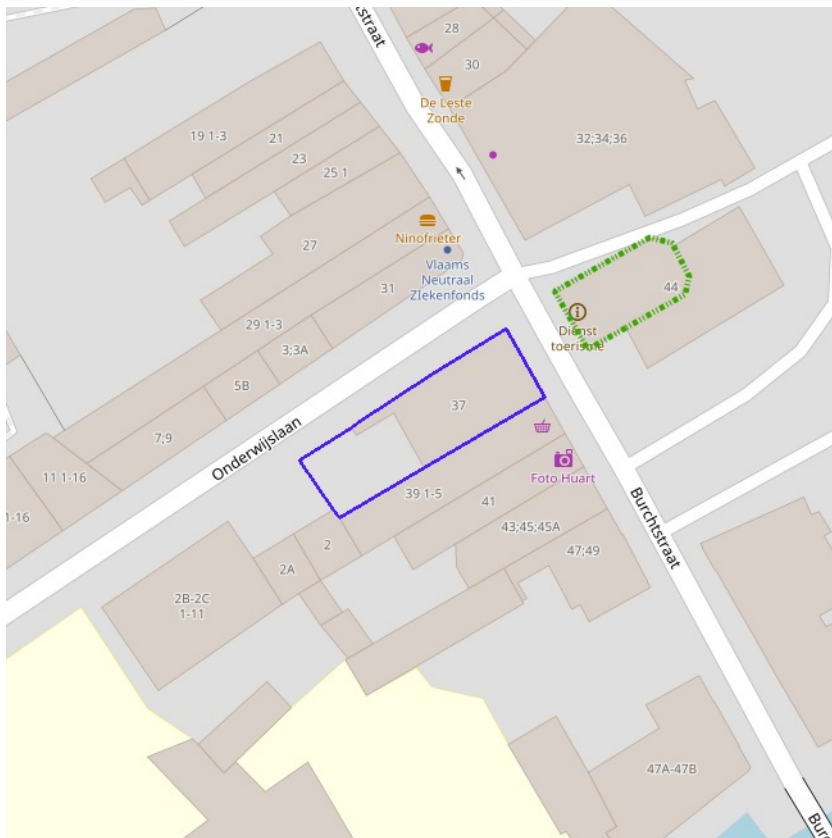 tstraat
28
30
De Leste
Zonde
32;34;36
19 1-3
21
23
25 1
27
Ninofrieter
Vlaams
Neutraal
ZIekenfonds
31
29 1-3
3;3A
5B
7;9
11 1-16
1-16
Onderwijslaan
44
Dienst
toerisme
37
39 1-5
41
Foto Huart
43;45;45A
47;49
Burchtstraat
2
2A
2B-2C
1-11
47A-47B
Burc